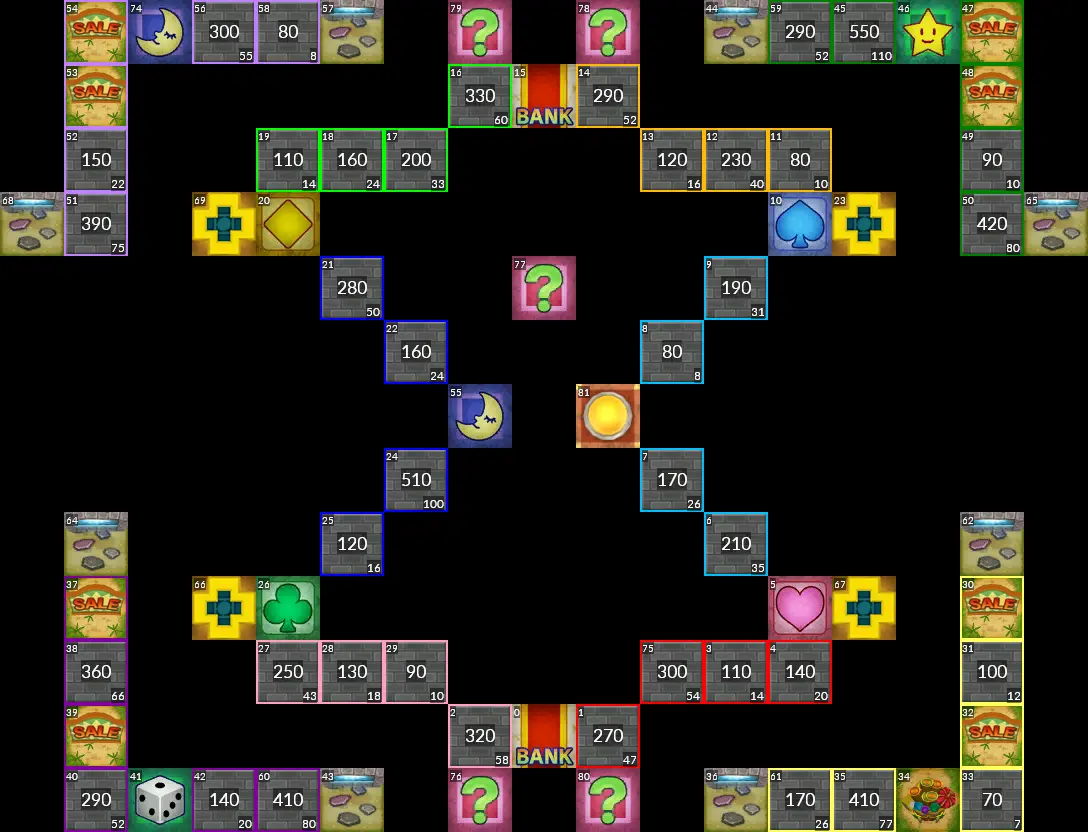 54 SALE 74 56 300 55 58 80 8 57 79 78 44 59 290 52 45 550 110 46 47 SALE
53 SALE 16 330 60 15 BANK 14 290 52 48 SALE
52 150 22 19 110 14 18 160 24 17 200 33 13 120 16 12 230 40 11 80 10 49 90 10
68 51 390 75 69 20 10 23 50 420 80 65
21 280 50 77 9 190 31
22 160 24 8 80 8
55 81
24 510 100 7 170 26
64 25 120 16 6 210 35 62
37 SALE 66 26 5 67 30 SALE
38 360 66 27 250 43 28 130 18 29 90 10 75 300 54 3 110 14 4 140 20 31 100 12
39 SALE 2 320 58 0 BANK 1 270 47 32 SALE
40 290 52 41 42 140 20 60 410 80 43 76 80 36 61 170 26 35 410 77 34 33 70 7